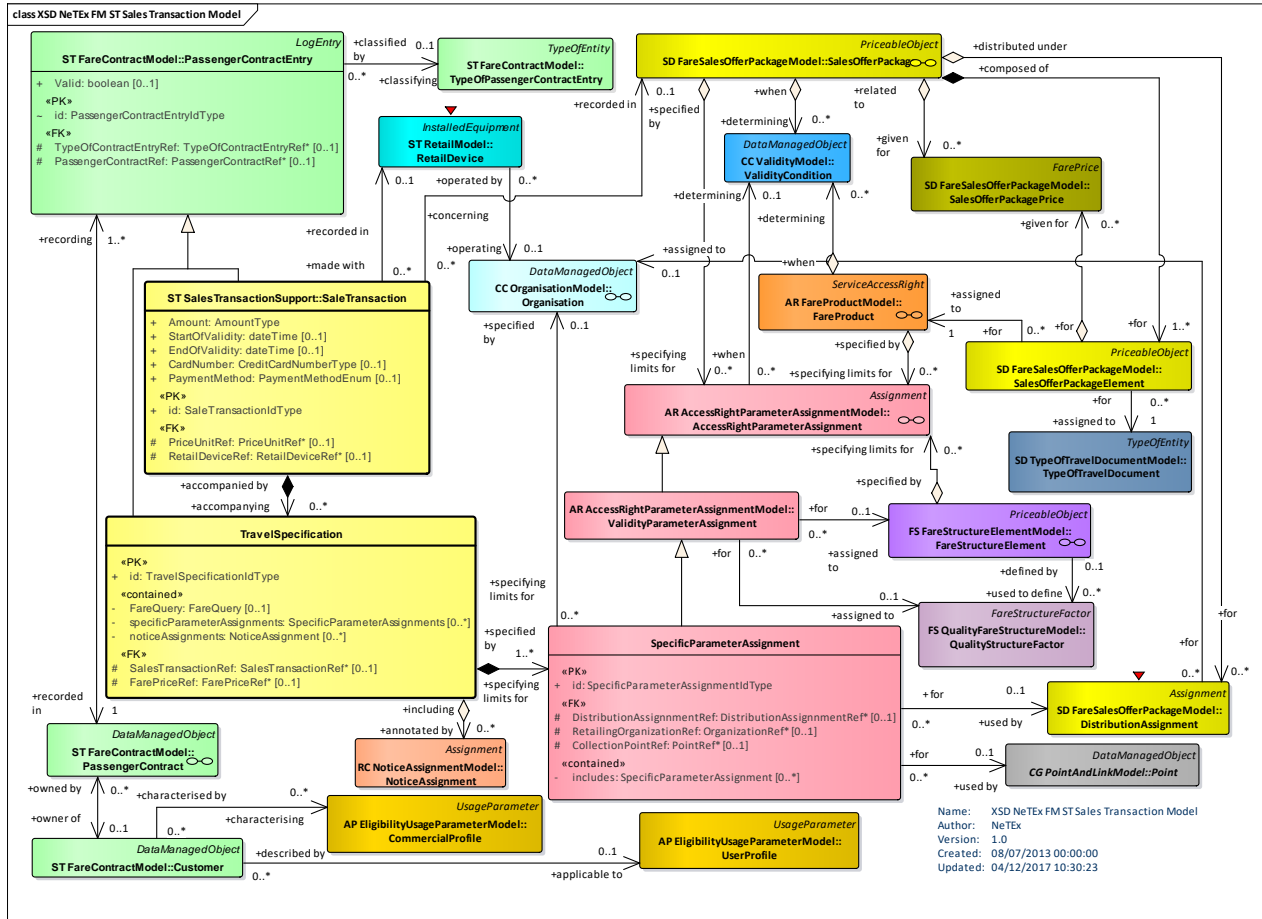 class XSD NeTEx FM ST Sales Transaction Model
LogEntry
ST FareContractModel::PassengerContractEntry
+ Valid: boolean [0..1]
«PK»
~ id: PassengerContractEntryIdType
«FK»
# TypeOfContractEntryRef: TypeOfContractEntryRef* [0..1]
# PassengerContractRef: PassengerContractRef* [0..1]
+classified by
0..1
0..*
+classifying
TypeOfEntity
ST FareContractModel::
TypeOfPassengerContractEntry
InstalledEquipment
ST RetailModel::
RetailDevice
PriceableObject
SD FareSalesOfferPackageModel::SalesOfferPackag
+distributed under
+composed of
+recorded in
0..1
+specified by
+when
+related to
+determining
0..*
+given for
0..*
DataManagedObject
CC ValidityModel::
ValidityCondition
FarePrice
SD FareSalesOfferPackageModel::
SalesOfferPackagePrice
+operated by
0..*
0..1
+determining
0..1
0..*
+determining
+given for
0..*
+concerning
+recording
1..*
+recorded in
+operating
0..1
+assigned to
0..1
+when
+made with
0..*
0..*
DataManagedObject
CC OrganisationModel::
Organisation
ServiceAccessRight
AR FareProductModel::
FareProduct
+assigned to
1
+for
0..*
+for
+for
1..*
ST SalesTransactionSupport::SaleTransaction
+ Amount: AmountType
+ StartOfValidity: dateTime [0..1]
+ EndOfValidity: dateTime [0..1]
+ CardNumber: CreditCardNumberType [0..1]
+ PaymentMethod: PaymentMethodEnum [0..1]
«PK»
+ id: SaleTransactionIdType
«FK»
# PriceUnitRef: PriceUnitRef* [0..1]
# RetailDeviceRef: RetailDeviceRef* [0..1]
+specified by
0..1
+specified by
+specifying limits for
0..*
+when
0..*
+specifying limits for
0..*
PriceableObject
SD FareSalesOfferPackageModel::
SalesOfferPackageElement
Assignment
AR AccessRightParameterAssignmentModel::
AccessRightParameterAssignment
+for
0..*
+assigned to
1
TypeOfEntity
SD TypeOfTravelDocumentModel::
TypeOfTravelDocument
+specifying limits for
0..*
+specified by
+accompanied by
+accompanying
0..*
AR AccessRightParameterAssignmentModel::
ValidityParameterAssignment
+for
0..*
0..1
+assigned to
PriceableObject
FS FareStructureElementModel::
FareStructureElement
+for
0..*
+defined by
0..1
+used to define
0..*
0..1
+assigned to
FareStructureFactor
FS QualityFareStructureModel::
QualityStructureFactor
TravelSpecification
«PK»
+ id: TravelSpecificationIdType
«contained»
- FareQuery: FareQuery [0..1]
- specificParameterAssignments: SpecificParameterAssignments [0..*]
- noticeAssignments: NoticeAssignment [0..*]
«FK»
# SalesTransactionRef: SalesTransactionRef* [0..1]
# FarePriceRef: FarePriceRef* [0..1]
+specifying limits for
0..*
+specified by
1..*
+specifying limits for
SpecificParameterAssignment
«PK»
+ id: SpecificParameterAssignmentIdType
«FK»
# DistributionAssignmmentRef: DistributionAssignmmentRef* [0..1]
# RetailingOrganizationRef: OrganizationRef* [0..1]
# CollectionPointRef: PointRef* [0..1]
«contained»
- includes: SpecificParameterAssignment [0..*]
+for
+for
0..*
0..*
+ for
0..1
0..*
+used by
Assignment
SD FareSalesOfferPackageModel::
DistributionAssignment
+for
0..1
0..*
+used by
DataManagedObject
CG PointAndLinkModel::Point
+including
+annotated by
0..*
Assignment
RC NoticeAssignmentModel::
NoticeAssignment
+recorded in
1
DataManagedObject
ST FareContractModel::
PassengerContract
+owned by
0..*
+owner of
0..1
+characterised by
0..*
+characterising
0..*
UsageParameter
AP EligibilityUsageParameterModel::
CommercialProfile
DataManagedObject
ST FareContractModel::Customer
+described by
0..*
0..1
+applicable to
UsageParameter
AP EligibilityUsageParameterModel::
UserProfile
Name: XSD NeTEx FM ST Sales Transaction Model
Author: NeTEx
Version: 1.0
Created: 08/07/2013 00:00:00
Updated: 04/12/2017 10:30:23